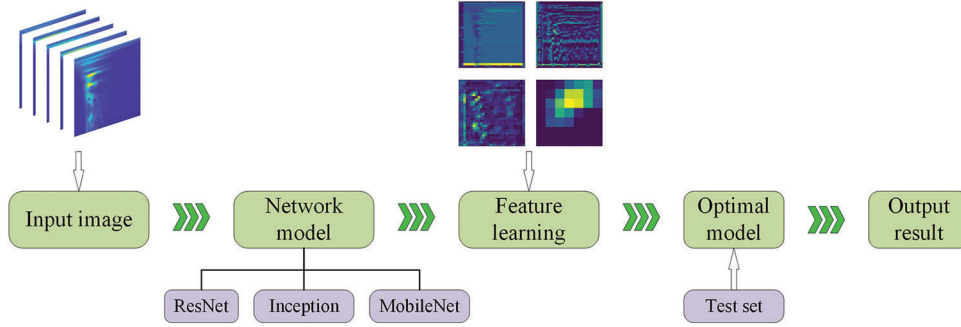 Input image
Network
model
Feature
learning
Optimal
model
Output
result
ResNet
Inception
MobileNet
Test set